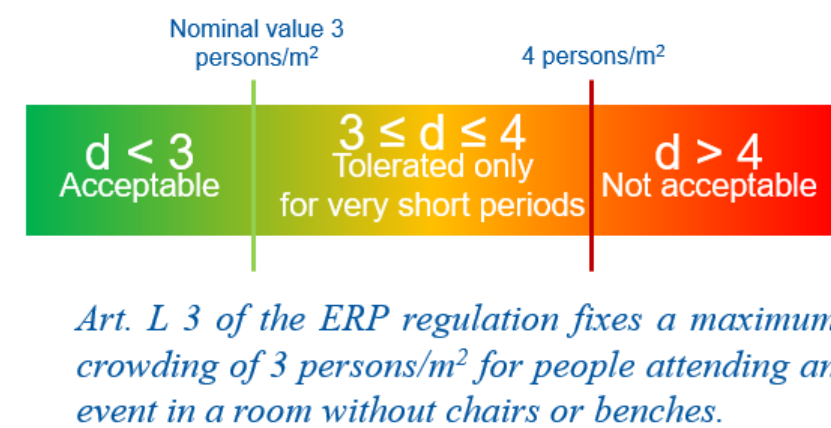 Nominal value 3
persons/m²
4 persons/m²
d < 3
Acceptable
3 ≤ d ≤ 4
Tolerated only
for very short periods
d > 4
Not acceptable
Art. L 3 of the ERP regulation fixes a maximum
crowding of 3 persons/m² for people attending an
event in a room without chairs or benches.